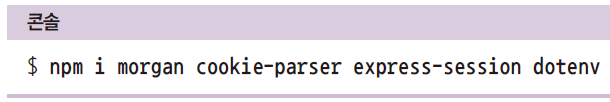 콘솔
$ npm i morgan cookie-parser express-session dotenv